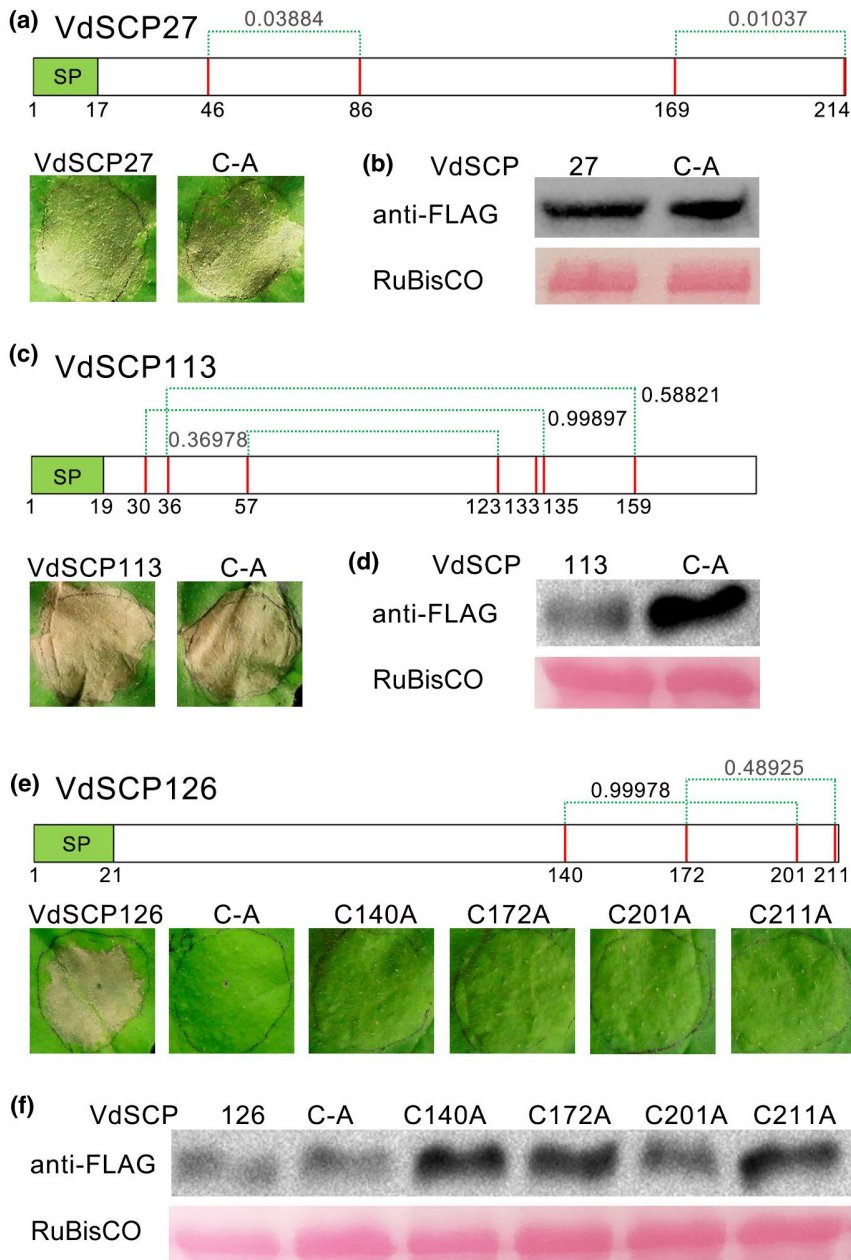 (a) VdSCP27
0.03884 0.01037
SP
1 17 46 86 169 214
VdSCP27 C-A
(b) VdSCP 27 C-A
anti-FLAG
RuBisCO
(c) VdSCP113
0.58821
0.99897
0.36978
SP
1 19 30 36 57 123 133 135 159
VdSCP113 C-A
(d) VdSCP 113 C-A
anti-FLAG
RuBisCO
(e) VdSCP126
0.48925
0.99978
SP
1 21 140 172 201 211
VdSCP126 C-A C140A C172A C201A C211A
(f) VdSCP 126 C-A C140A C172A C201A C211A
anti-FLAG
RuBisCO